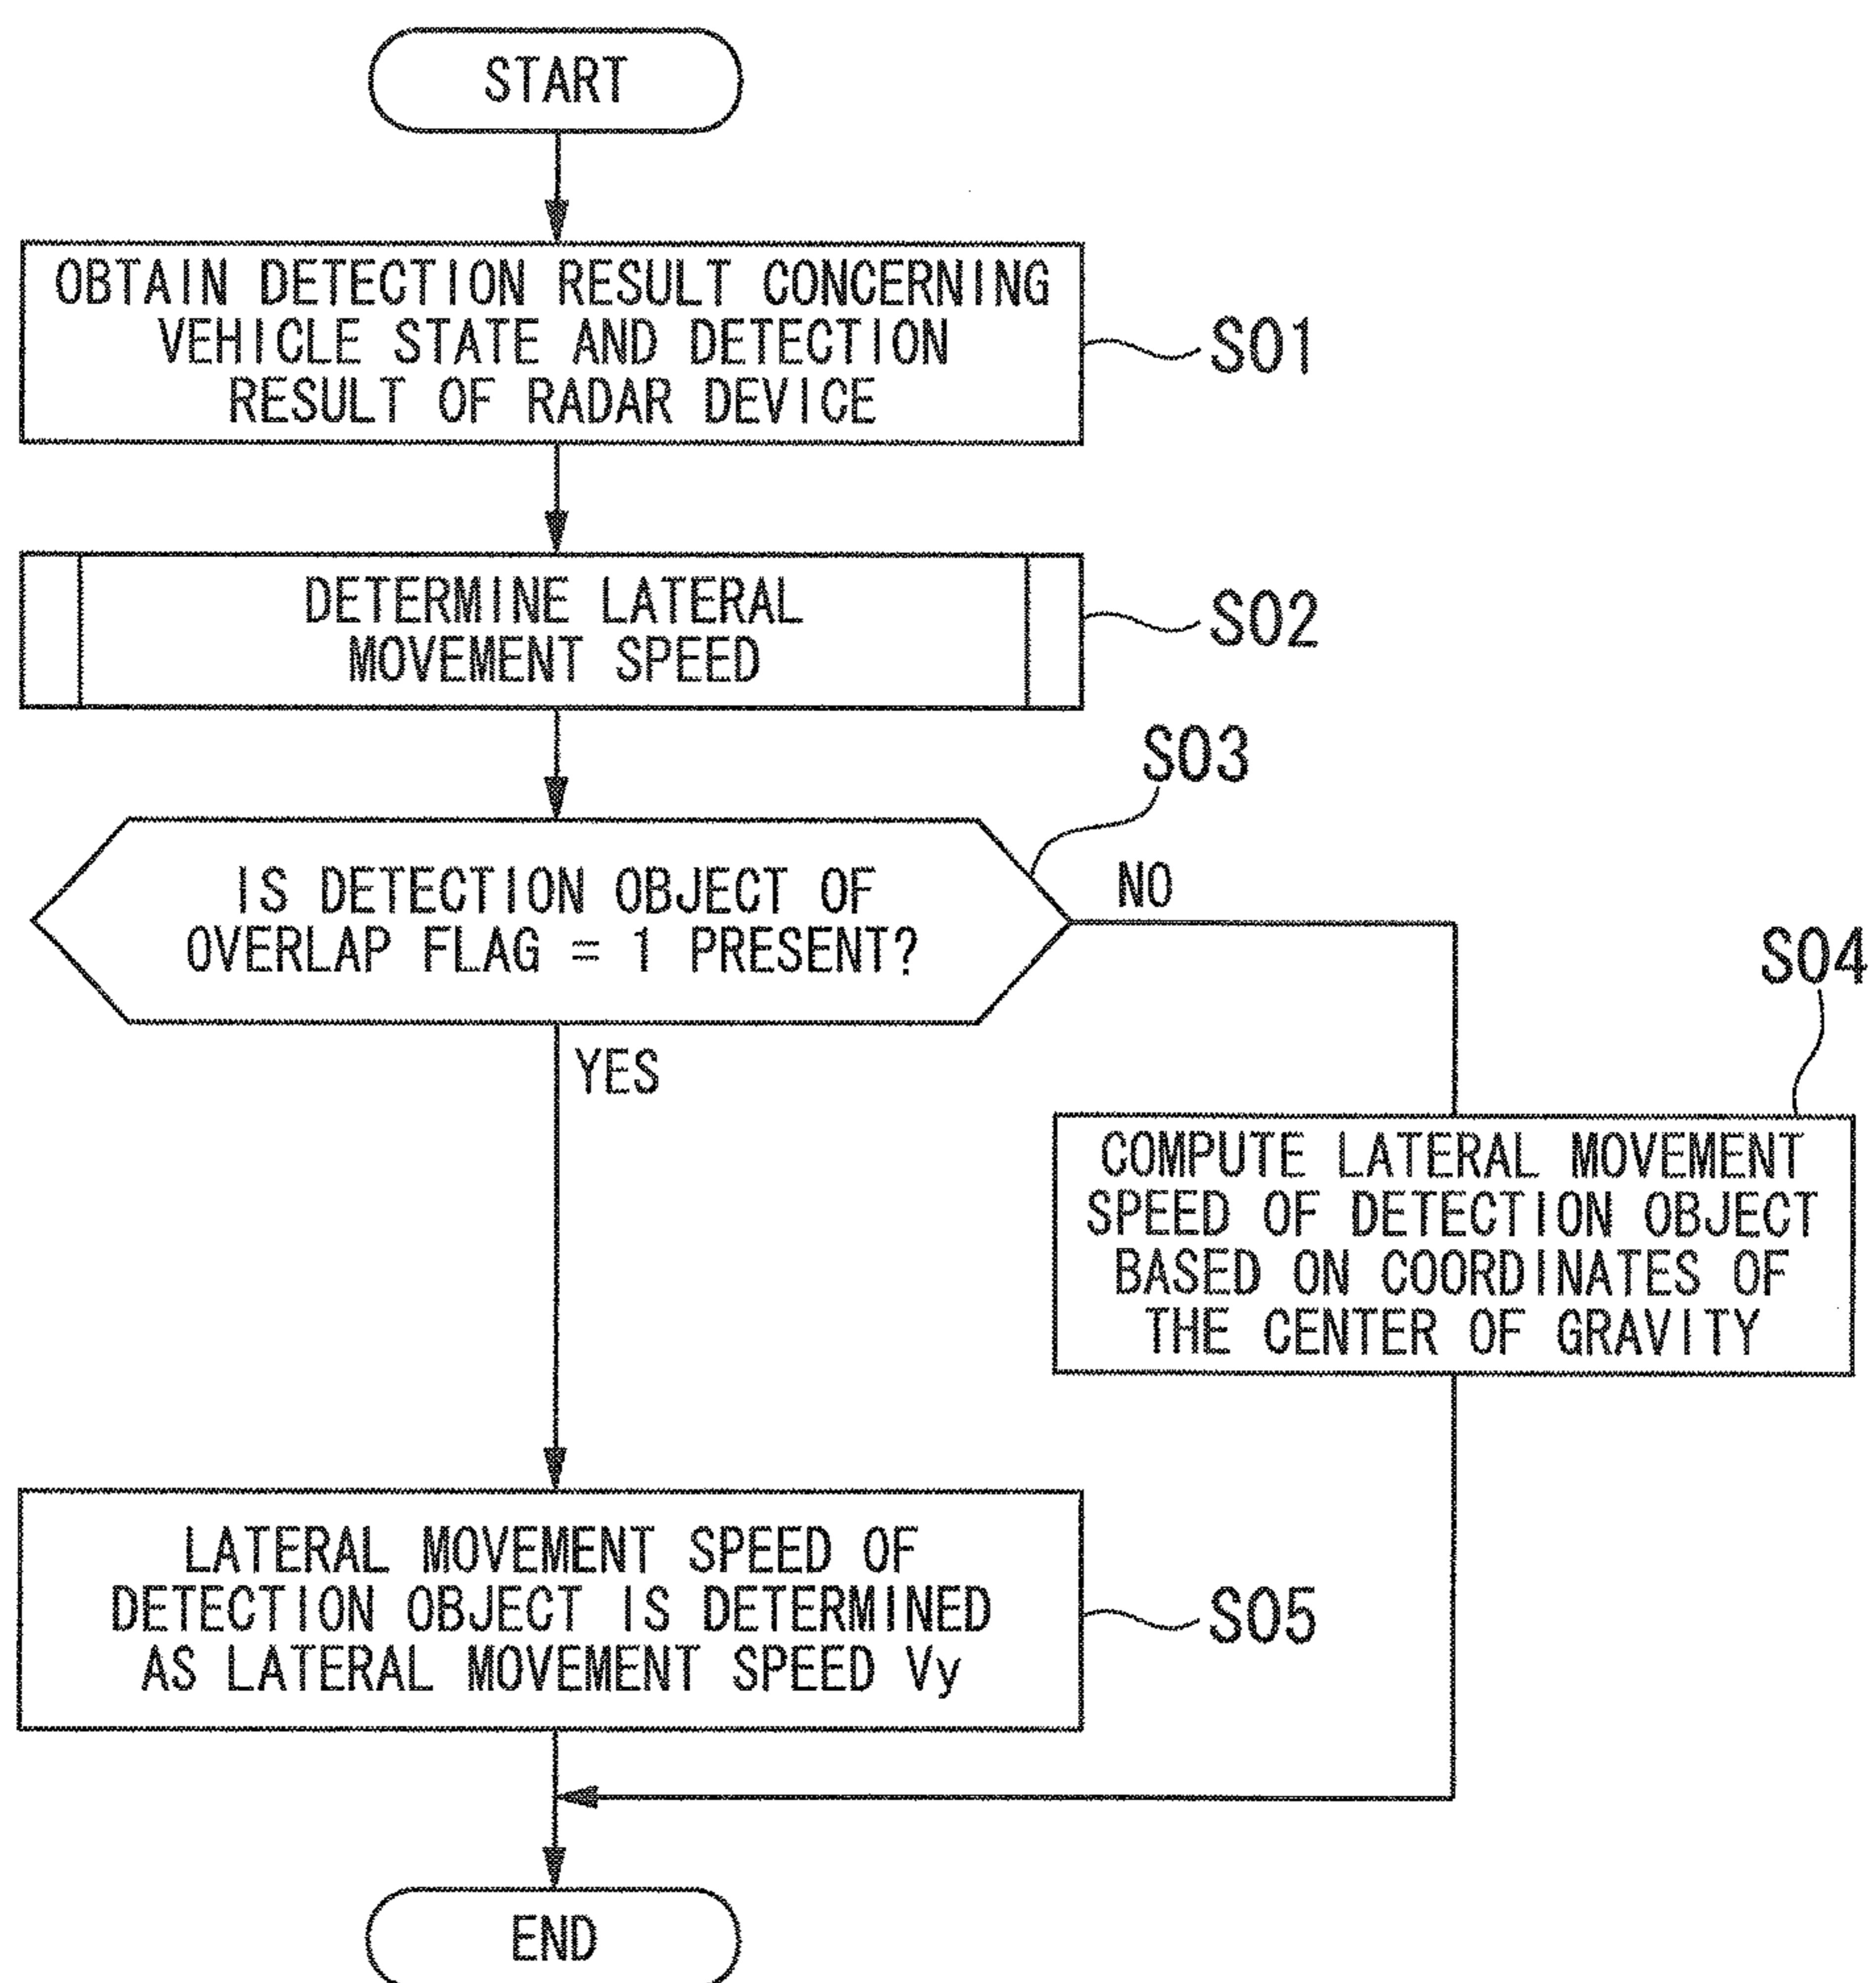 START
OBTAIN DETECTION RESULT CONCERNING
VEHICLE STATE AND DETECTION
RESULT OF RADAR DEVICE
S01
DETERMINE LATERAL
MOVEMENT SPEED
S02
S03
IS DETECTION OBJECT OF
OVERLAP FLAG = 1 PRESENT?
NO
YES
S04
COMPUTE LATERAL MOVEMENT
SPEED OF DETECTION OBJECT
BASED ON COORDINATES OF
THE CENTER OF GRAVITY
LATERAL MOVEMENT SPEED OF
DETECTION OBJECT IS DETERMINED
AS LATERAL MOVEMENT SPEED Vy
S05
END